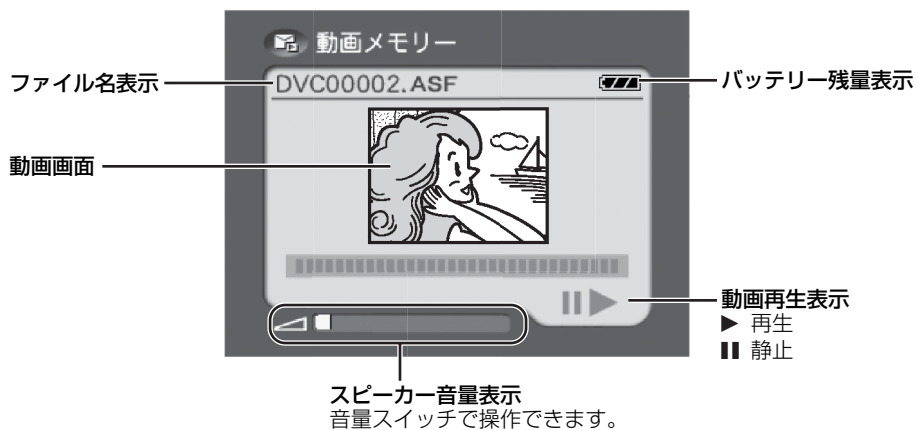 動画メモリー
ファイル名表示
DVC00002.ASF
バッテリー残量表示
動画画面
動画再生表示
▶ 再生
❚❚ 静止
スピーカー音量表示
音量スイッチで操作できます。